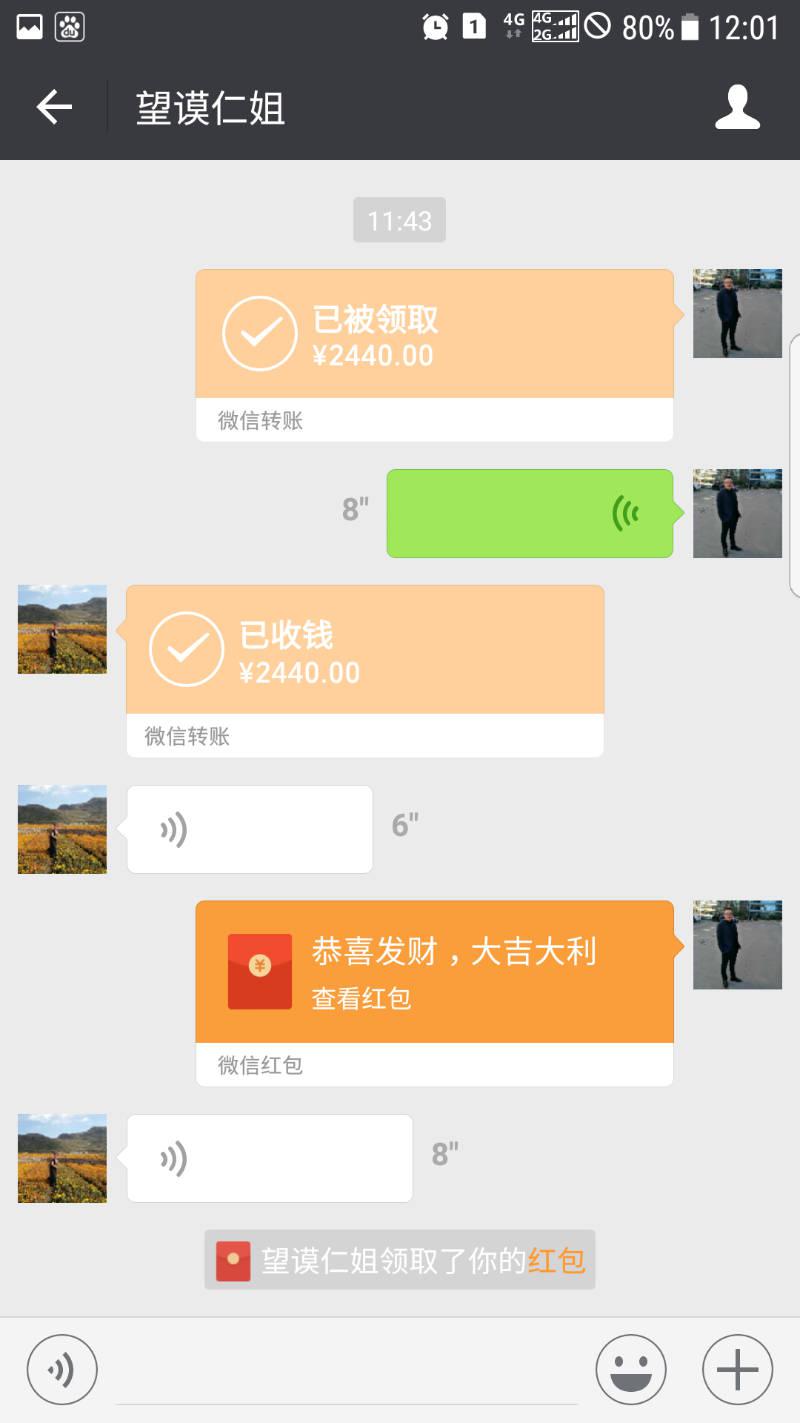 1 4G 4G 2G 80% 12:01
望谟仁姐
11:43
已被领取
¥2440.00
微信转账
8"
已收钱
¥2440.00
微信转账
6"
恭喜发财，大吉大利
查看红包
微信红包
8"
望谟仁姐领取了你的红包